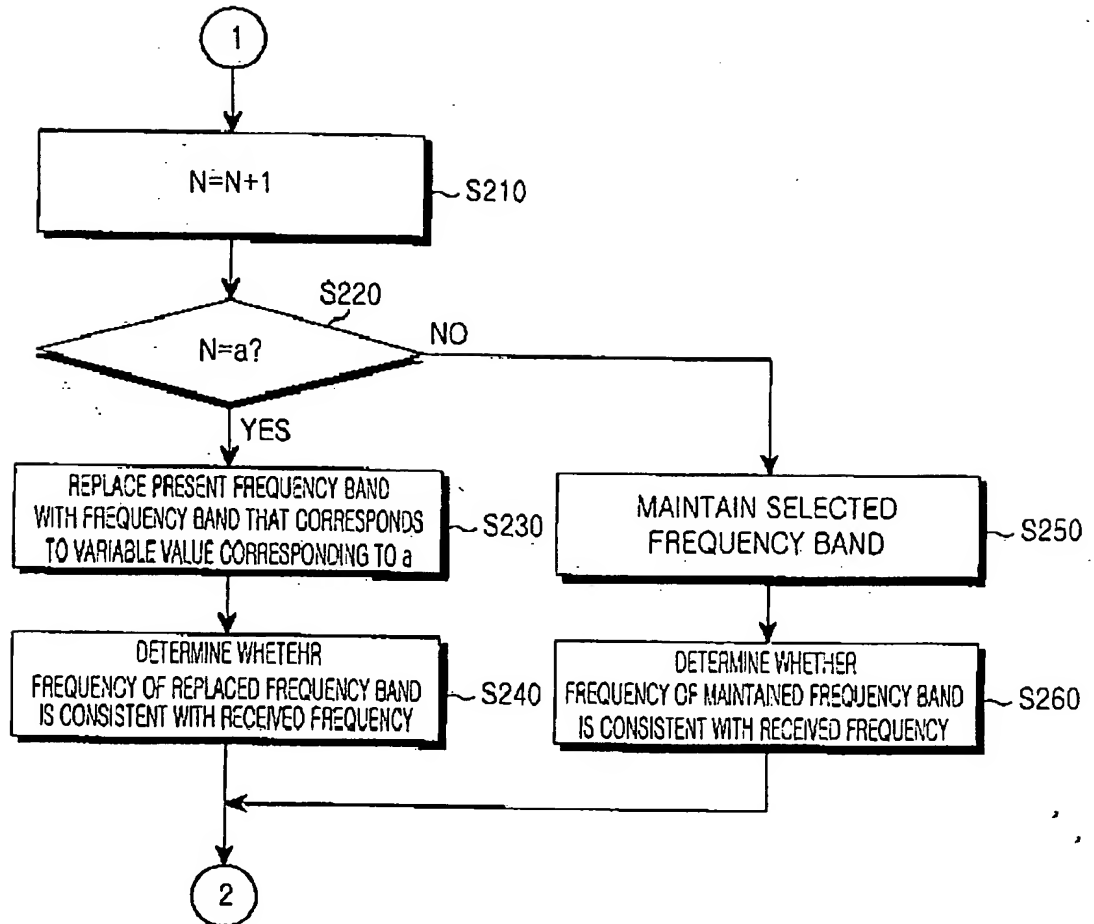 1
N=N+1
S210
S220
N=a?
NO
YES
REPLACE PRESENT FREQUENCY BAND
WITH FREQUENCY BAND THAT CORRESPONDS
TO VARIABLE VALUE CORRESPONDING TO a
S230
MAINTAIN SELECTED
FREQUENCY BAND
S250
DETERMINE WHETEHR
FREQUENCY OF REPLACED FREQUENCY BAND
IS CONSISTENT WITH RECEIVED FREQUENCY
S240
DETERMINE WHETHER
FREQUENCY OF MAINTAINED FREQUENCY BAND
IS CONSISTENT WITH RECEIVED FREQUENCY
S260
2